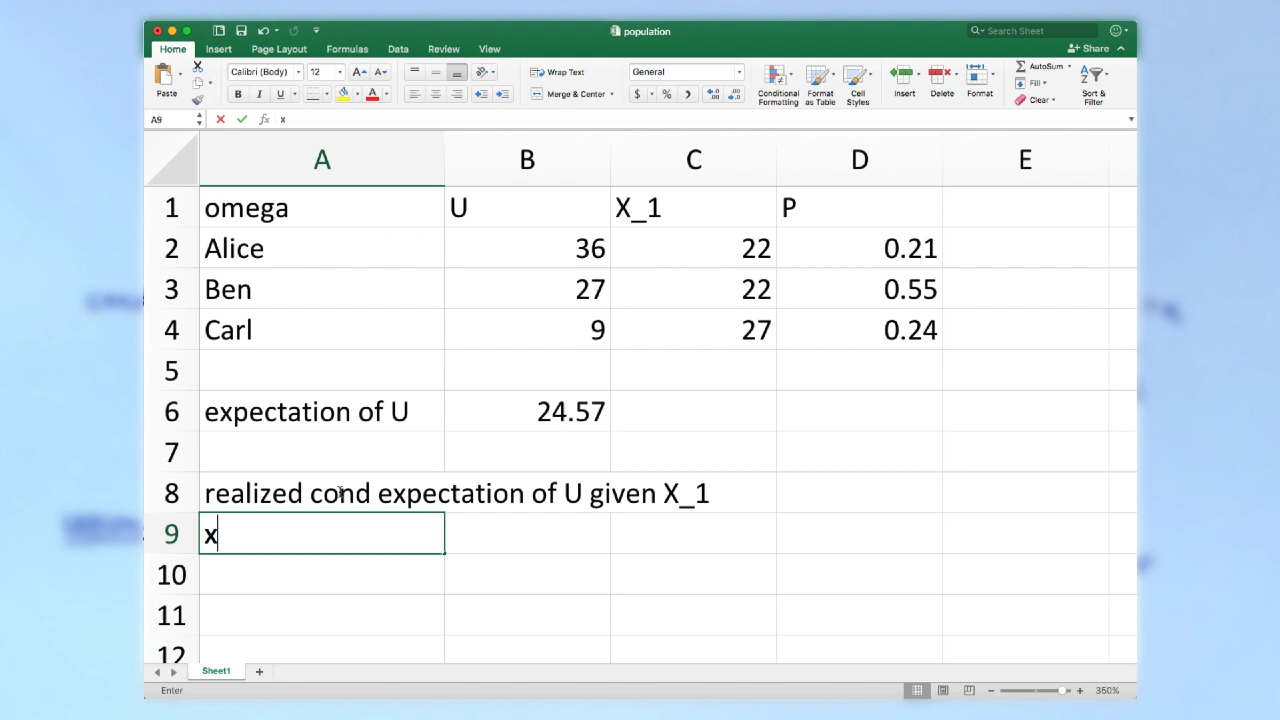 population
Search Sheet
Home Insert Page Layout Formulas Data Review View
Share
Paste
Calibri (Body) 12 A A
B I U A
Wrap Text
Merge & Center
General
$ % )
Conditional Formatting
Format as Table
Cell Styles
Insert Delete Format
AutoSum
Fill
Clear
Sort & Filter
A9 fx x
A B C D E
1 omega U X_1 P
2 Alice 36 22 0.21
3 Ben 27 22 0.55
4 Carl 9 27 0.24
5
6 expectation of U 24.57
7
8 realized cond expectation of U given X_1
9 x
10
11
12
Sheet1 +
Enter
− + 350%